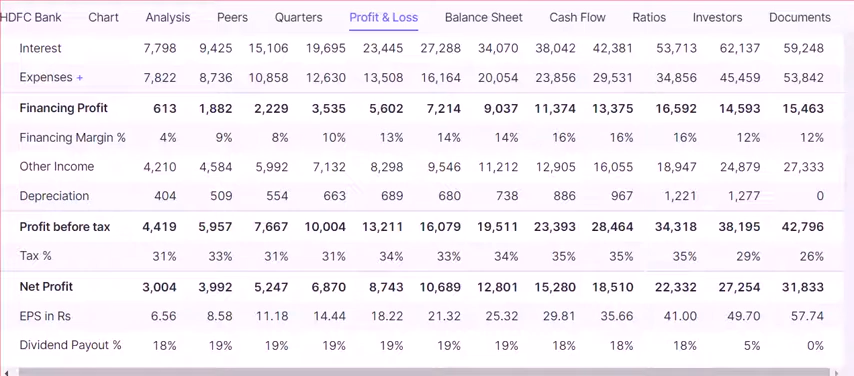 HDFC Bank Chart Analysis Peers Quarters Profit & Loss Balance Sheet Cash Flow Ratios Investors Documents
Interest 7,798 9,425 15,106 19,695 23,445 27,288 34,070 38,042 42,381 53,713 62,137 59,248
Expenses + 7,822 8,736 10,858 12,630 13,508 16,164 20,054 23,856 29,531 34,856 45,459 53,842
Financing Profit 613 1,882 2,229 3,535 5,602 7,214 9,037 11,374 13,375 16,592 14,593 15,463
Financing Margin % 4% 9% 8% 10% 13% 14% 14% 16% 16% 16% 12% 12%
Other Income 4,210 4,584 5,992 7,132 8,298 9,546 11,212 12,905 16,055 18,947 24,879 27,333
Depreciation 404 509 554 663 689 680 738 886 967 1,221 1,277 0
Profit before tax 4,419 5,957 7,667 10,004 13,211 16,079 19,511 23,393 28,464 34,318 38,195 42,796
Tax % 31% 33% 31% 31% 34% 33% 34% 35% 35% 35% 29% 26%
Net Profit 3,004 3,992 5,247 6,870 8,743 10,689 12,801 15,280 18,510 22,332 27,254 31,833
EPS in Rs 6.56 8.58 11.18 14.44 18.22 21.32 25.32 29.81 35.66 41.00 49.70 57.74
Dividend Payout % 18% 19% 19% 19% 19% 19% 19% 18% 18% 18% 5% 0%